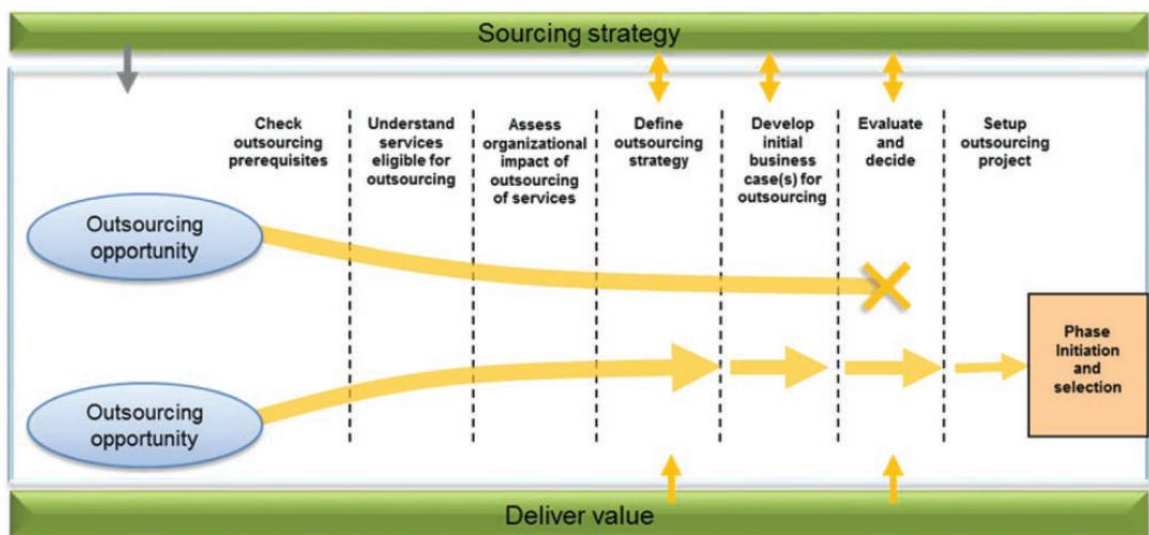 Sourcing strategy
Check
outsourcing
prerequisites
Understand
services
eligible for
outsourcing
Assess
organizational
impact of
outsourcing
of services
Define
outsourcing
strategy
Develop
initial
business
case(s) for
outsourcing
Evaluate
and
decide
Setup
outsourcing
project
Outsourcing
opportunity
Phase
Initiation
and
selection
Outsourcing
opportunity
Deliver value